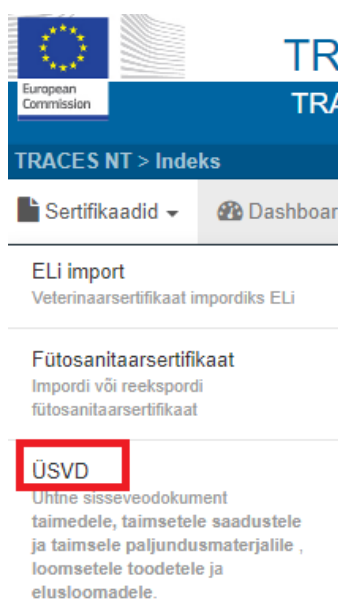 European
Commission
TR
TRA
TRACES NT > Indeks
Sertifikaadid
Dashboar
ELi import
Veterinaarsertifikaat impordiks ELi
Fütosanitaarsertifikaat
Impordi või reekspordi
fütosanitaarsertifikaat
ÜSVD
Ühtne sisseveodokument
taimedele, taimsetele saadustele
ja taimsele paljundusmaterjalile ,
loomsetele toodetele ja
elusloomadele.